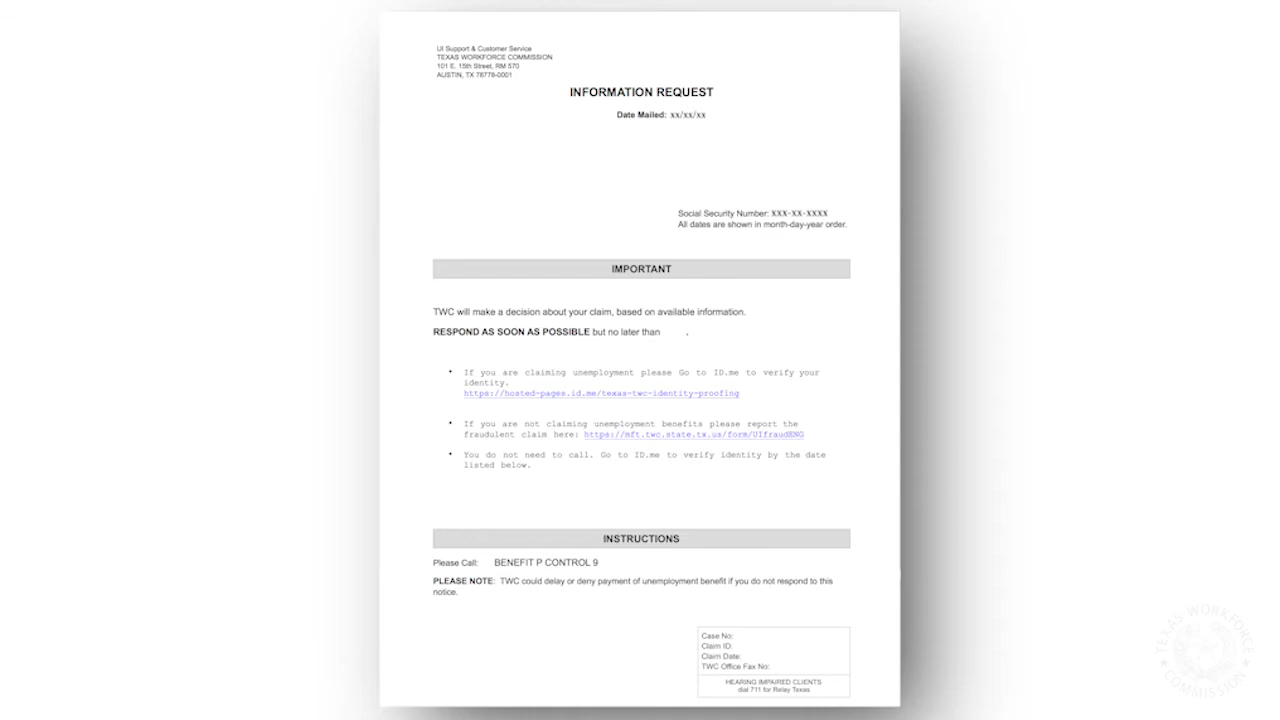 UI Support & Customer Service
TEXAS WORKFORCE COMMISSION
101 E. 15th Street, RM 570
AUSTIN, TX 78778-0001
INFORMATION REQUEST
Date Mailed: xx/xx/xx
Social Security Number: XXX-XX-XXXX
All dates are shown in month-day-year order.
IMPORTANT
TWC will make a decision about your claim, based on available information.
RESPOND AS SOON AS POSSIBLE but no later than .
• If you are claiming unemployment please Go to ID.me to verify your
identity.
https://hosted-pages.id.me/texas-twc-identity-proofing
• If you are not claiming unemployment benefits please report the
fraudulent claim here: https://mft.twc.state.tx.us/form/UIfraudENG
• You do not need to call. Go to ID.me to verify identity by the date
listed below.
INSTRUCTIONS
Please Call: BENEFIT P CONTROL 9
PLEASE NOTE: TWC could delay or deny payment of unemployment benefit if you do not respond to this
notice.
Case No:
Claim ID:
Claim Date:
TWC Office Fax No:
HEARING IMPAIRED CLIENTS
dial 711 for Relay Texas
TEXAS WORKFORCE
COMMISSION